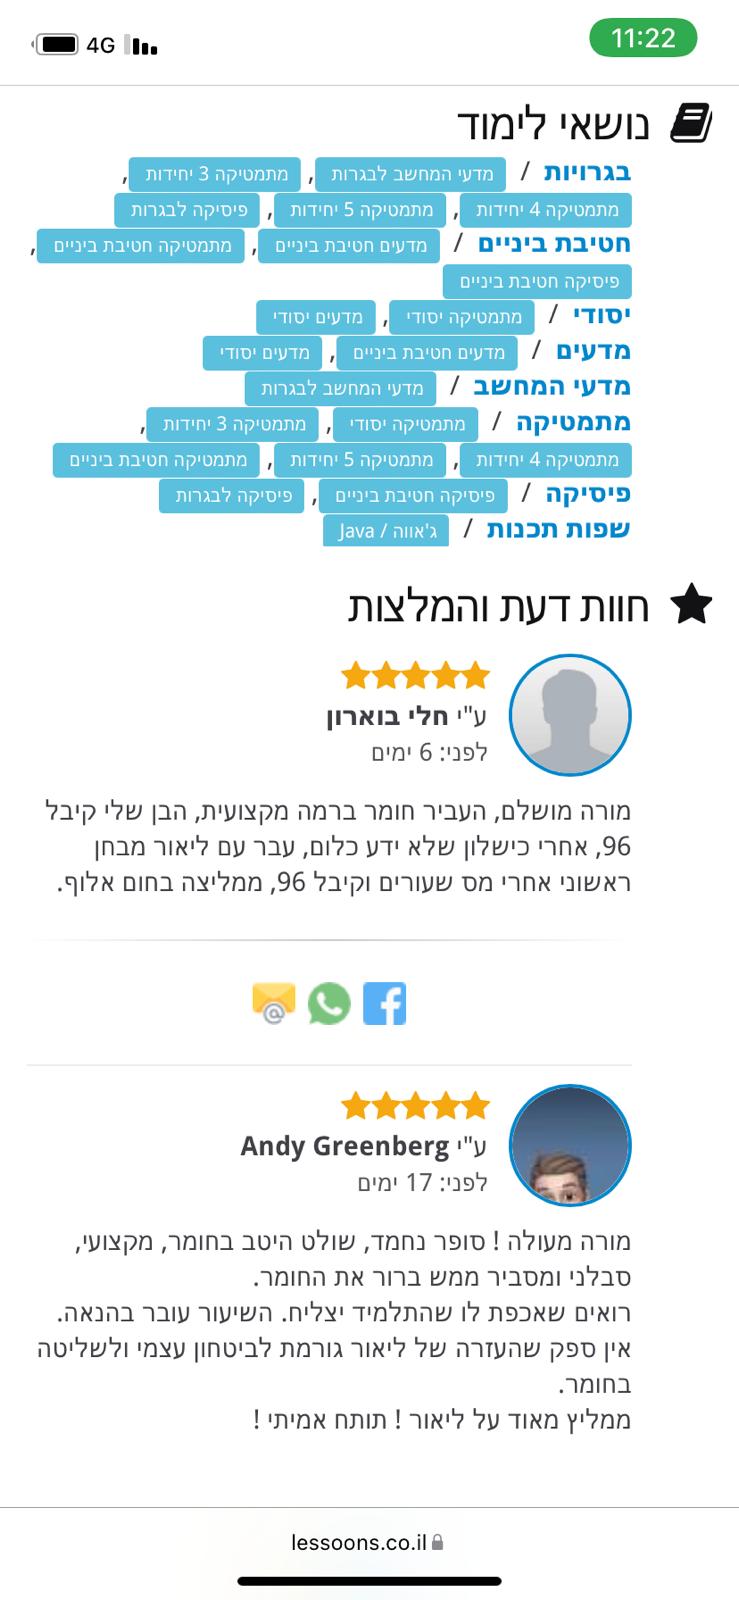 4G
11:22
נושאי לימוד
בגרויות / מדעי המחשב לבגרות, מתמטיקה 3 יחידות,
מתמטיקה 4 יחידות, מתמטיקה 5 יחידות, פיסיקה לבגרות
חטיבת ביניים / מדעים חטיבת ביניים, מתמטיקה חטיבת ביניים,
פיסיקה חטיבת ביניים
יסודי / מתמטיקה יסודי, מדעים יסודי
מדעים / מדעים חטיבת ביניים, מדעים יסודי
מדעי המחשב / מדעי המחשב לבגרות
מתמטיקה / מתמטיקה יסודי, מתמטיקה 3 יחידות,
מתמטיקה 4 יחידות, מתמטיקה 5 יחידות, מתמטיקה חטיבת ביניים
פיסיקה / פיסיקה חטיבת ביניים, פיסיקה לבגרות
שפות תכנות / ג'אווה / Java
חוות דעת והמלצות
ע"י חלי בוארון
לפני: 6 ימים
מורה מושלם, העביר חומר ברמה מקצועית, הבן שלי קיבל
96, אחרי כישלון שלא ידע כלום, עבר עם ליאור מבחן
ראשוני אחרי מס שעורים וקיבל 96, ממליצה בחום אלוף.
ע"י Andy Greenberg
לפני: 17 ימים
מורה מעולה ! סופר נחמד, שולט היטב בחומר, מקצועי,
סבלני ומסביר ממש ברור את החומר.
רואים שאכפת לו שהתלמיד יצליח. השיעור עובר בהנאה.
אין ספק שהעזרה של ליאור גורמת לביטחון עצמי ולשליטה
בחומר.
ממליץ מאוד על ליאור ! תותח אמיתי !
lessoons.co.il